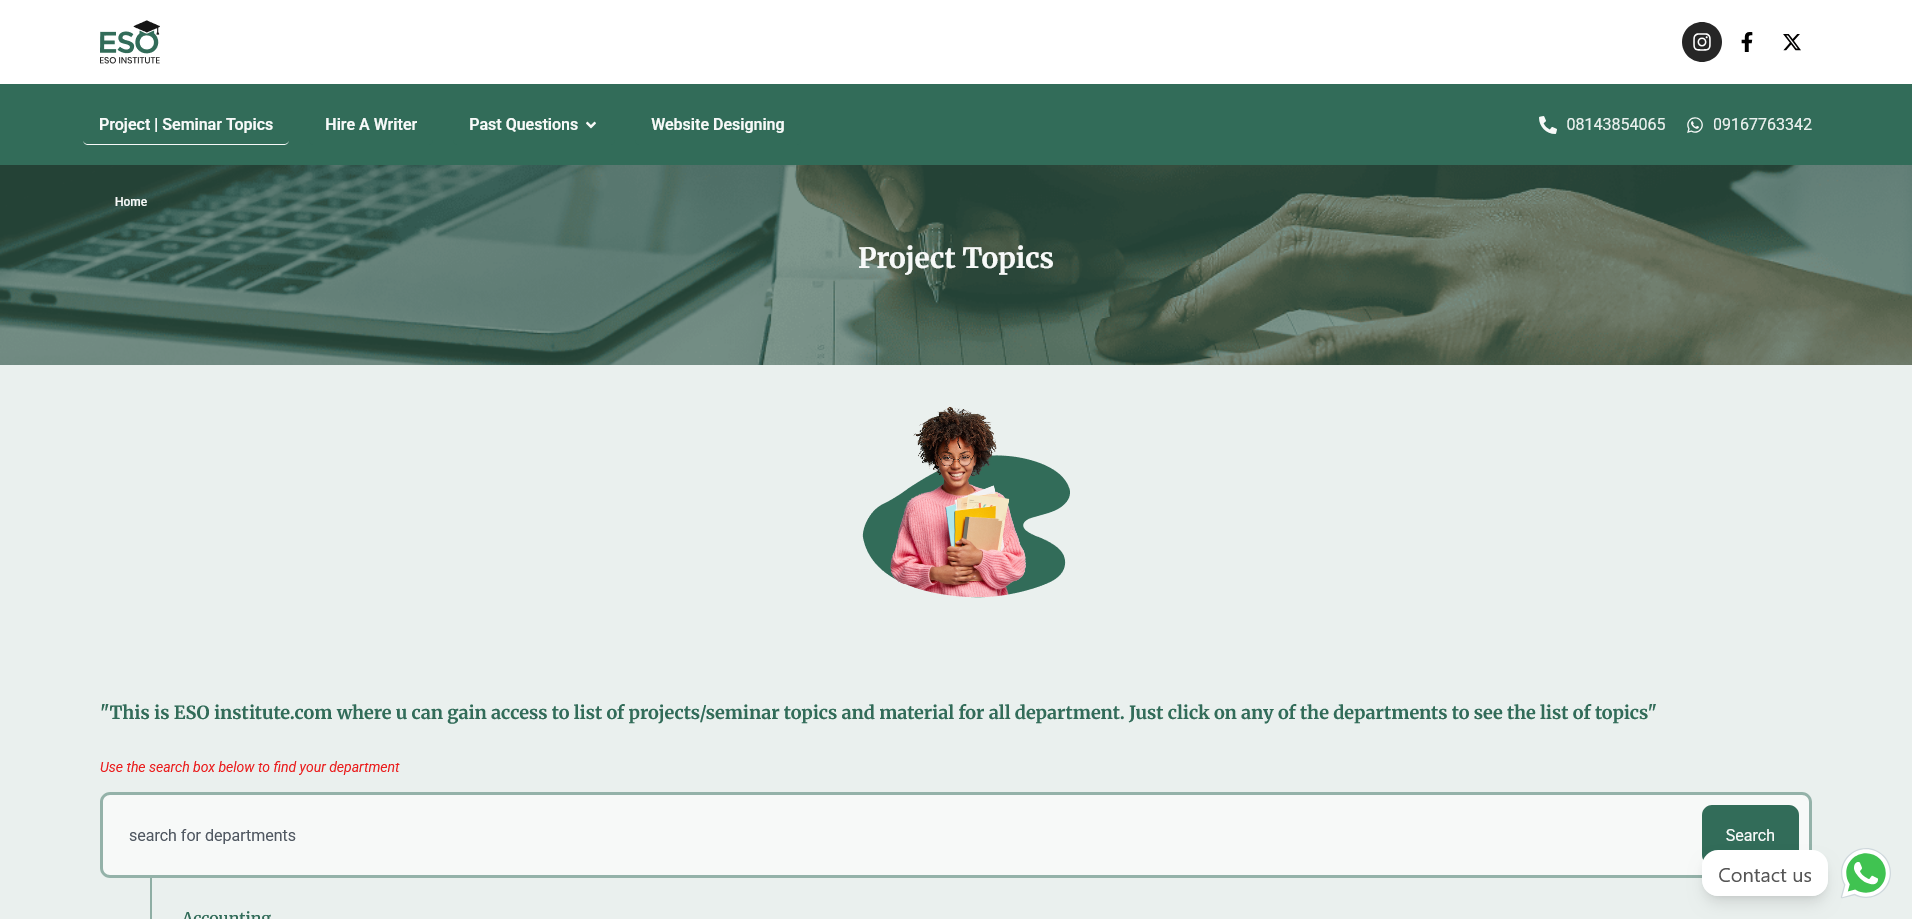 ESO
ESO INSTITUTE
Project | Seminar Topics
Hire A Writer
Past Questions
Website Designing
08143854065
09167763342
Home
Project Topics
"This is ESO institute.com where u can gain access to list of projects/seminar topics and material for all department. Just click on any of the departments to see the list of topics"
Use the search box below to find your department
search for departments
Search
Contact us
Accounting